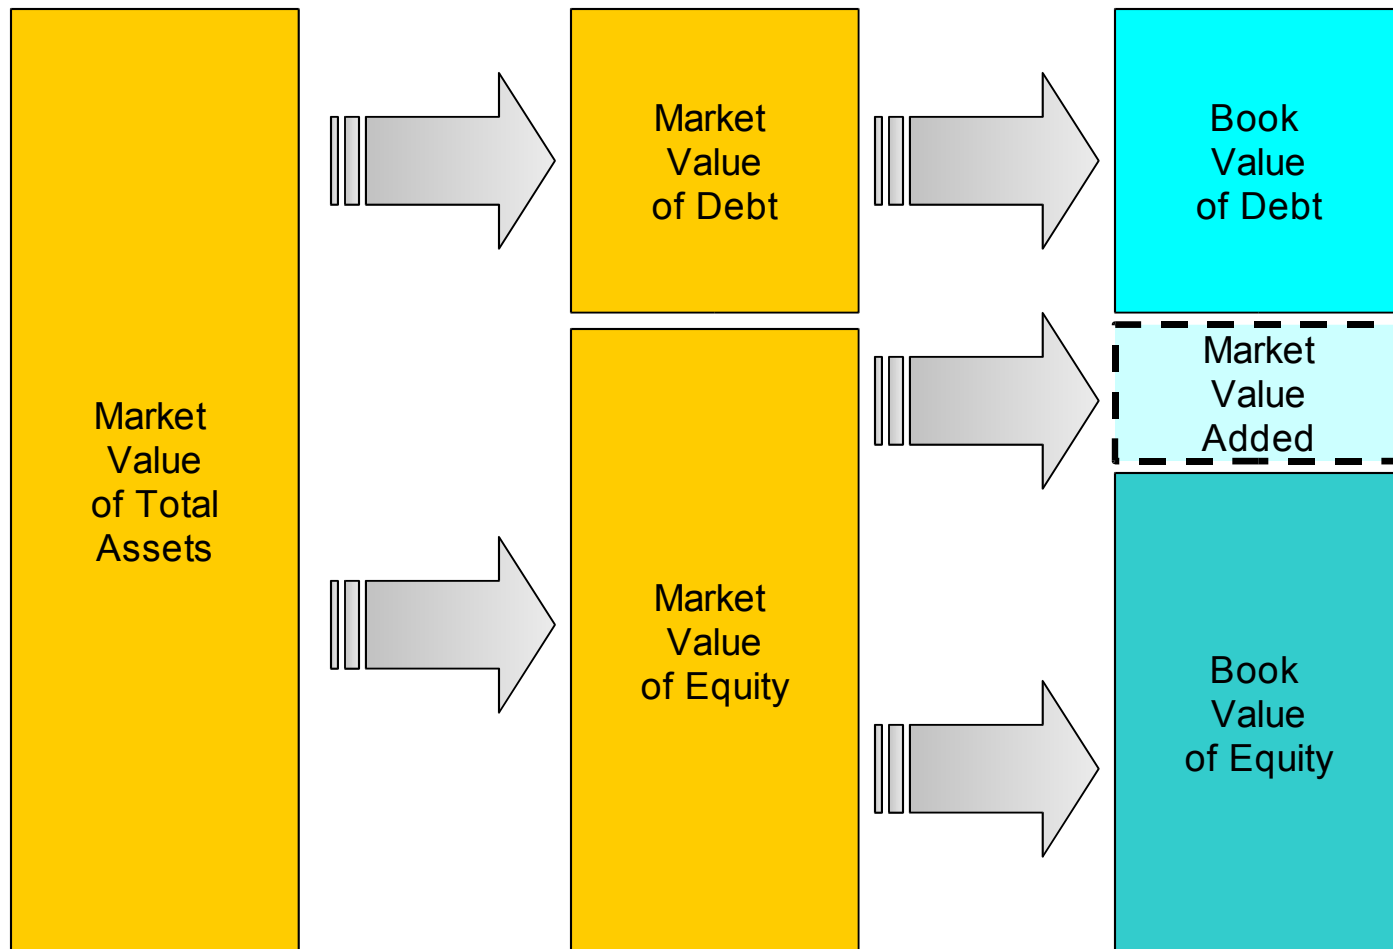 Market
Value
of Total
Assets
Market
Value
of Debt
Market
Value
of Equity
Book
Value
of Debt
Market
Value
Added
Book
Value
of Equity